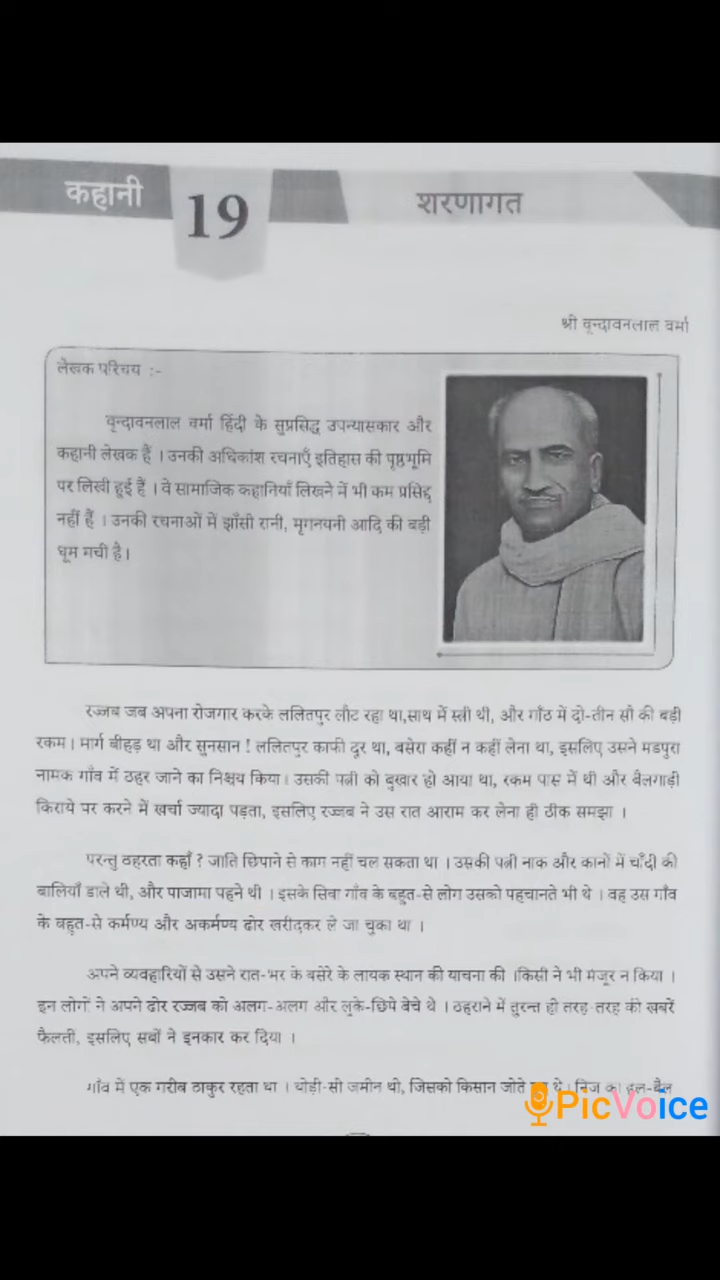 कहानी
19
शरणागत
श्री वृन्दावनलाल वर्मा
लेखक परिचय :-
वृन्दावनलाल वर्मा हिंदी के सुप्रसिद्ध उपन्यासकार और
कहानी लेखक हैं । उनकी अधिकांश रचनाएँ इतिहास की पृष्ठभूमि
पर लिखी हुई हैं । वे सामाजिक कहानियाँ लिखने में भी कम प्रसिद्द
नहीं हैं । उनकी रचनाओं में झाँसी रानी, मृगनयनी आदि की बड़ी
धूम मची है।
रज्जब जब अपना रोजगार करके ललितपुर लौट रहा था,साथ में स्त्री थी, और गाँठ में दो-तीन सौ की बड़ी
रकम । मार्ग बीहड़ था और सुनसान ! ललितपुर काफी दूर था, बसेरा कहीं न कहीं लेना था, इसलिए उसने मडपुरा
नामक गाँव में ठहर जाने का निश्चय किया । उसकी पत्नी को बुखार हो आया था, रकम पास में थी और बैलगाड़ी
किराये पर करने में खर्चा ज्यादा पड़ता, इसलिए रज्जब ने उस रात आराम कर लेना ही ठीक समझा ।
परन्तु ठहरता कहाँ ? जाति छिपाने से काम नहीं चल सकता था । उसकी पत्नी नाक और कानों में चाँदी की
बालियाँ डाले थी, और पाजामा पहने थी । इसके सिवा गाँव के बहुत-से लोग उसको पहचानते भी थे । वह उस गाँव
के बहुत-से कर्मण्य और अकर्मण्य ढोर खरीदकर ले जा चुका था ।
अपने व्यवहारियों से उसने रात-भर के बसेरे के लायक स्थान की याचना की ।किसी ने भी मंजूर न किया ।
इन लोगों ने अपने ढोर रज्जब को अलग-अलग और लुके-छिपे बेचे थे । ठहराने में तुरन्त ही तरह-तरह की खबरें
फैलती, इसलिए सबों ने इनकार कर दिया ।
गाँव में एक गरीब ठाकुर रहता था । थोड़ी-सी जमीन थी, जिसको किसान जोते थे । निज का हल-बैल
PicVoice